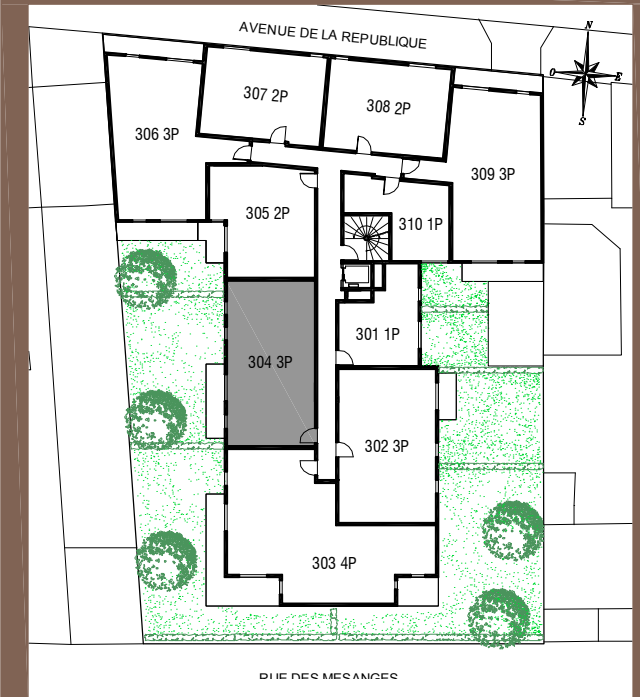 AVENUE DE LA REPUBLIQUE
N
O
E
S
307 2P
308 2P
306 3P
309 3P
305 2P
310 1P
301 1P
304 3P
302 3P
303 4P
RUE DES MESANGES